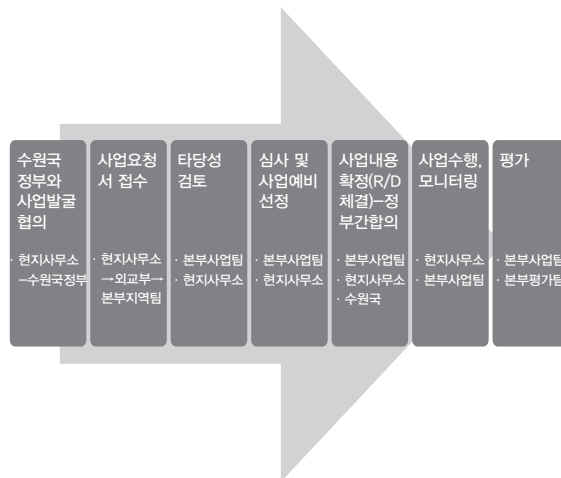 수원국
정부와
사업발굴
협의
· 현지사무소
–수원국정부
사업요청
서 접수
· 현지사무소
→외교부→
본부지역팀
타당성
검토
· 본부사업팀
· 현지사무소
심사 및
사업예비
선정
· 본부사업팀
· 현지사무소
사업내용
확정(R/D
체결)–정
부간합의
· 본부사업팀
· 현지사무소
· 수원국
사업수행,
모니터링
· 현지사무소
· 본부사업팀
평가
· 본부사업팀
· 본부평가팀